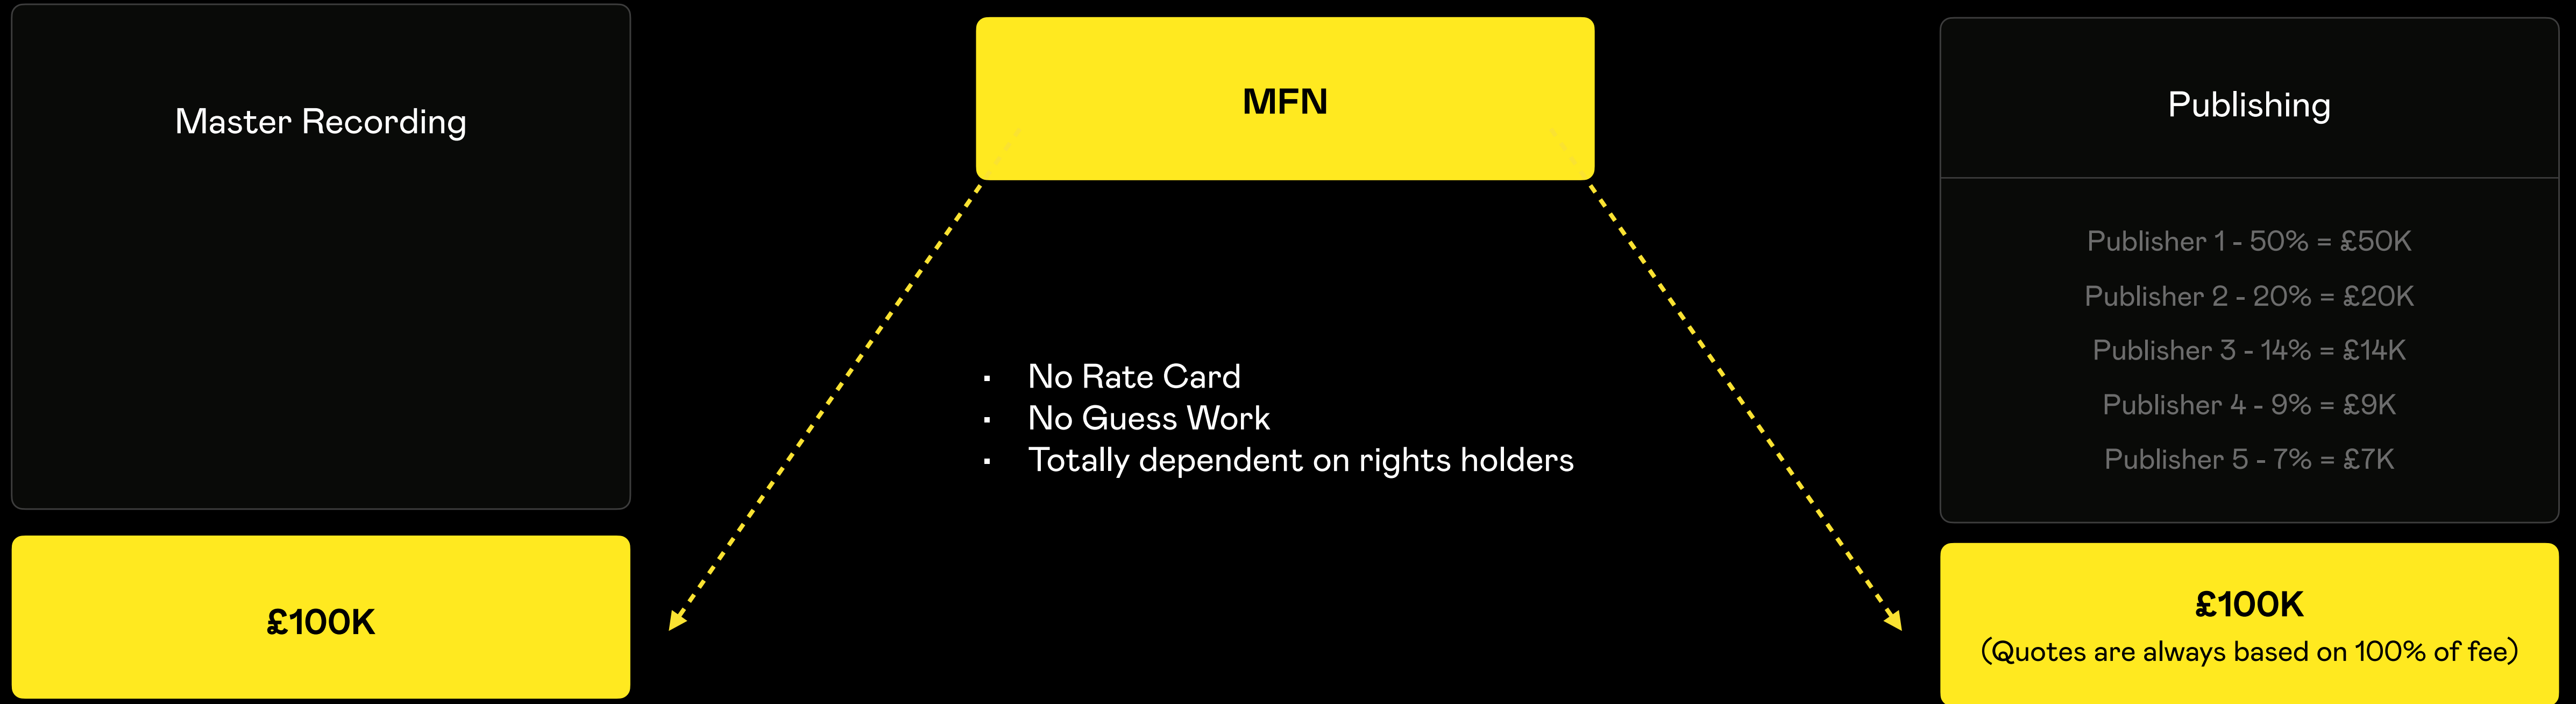 Master Recording
£100K
MFN
▪ No Rate Card
▪ No Guess Work
▪ Totally dependent on rights holders
Publishing
Publisher 1 - 50% = £50K
Publisher 2 - 20% = £20K
Publisher 3 - 14% = £14K
Publisher 4 - 9% = £9K
Publisher 5 - 7% = £7K
£100K
(Quotes are always based on 100% of fee)